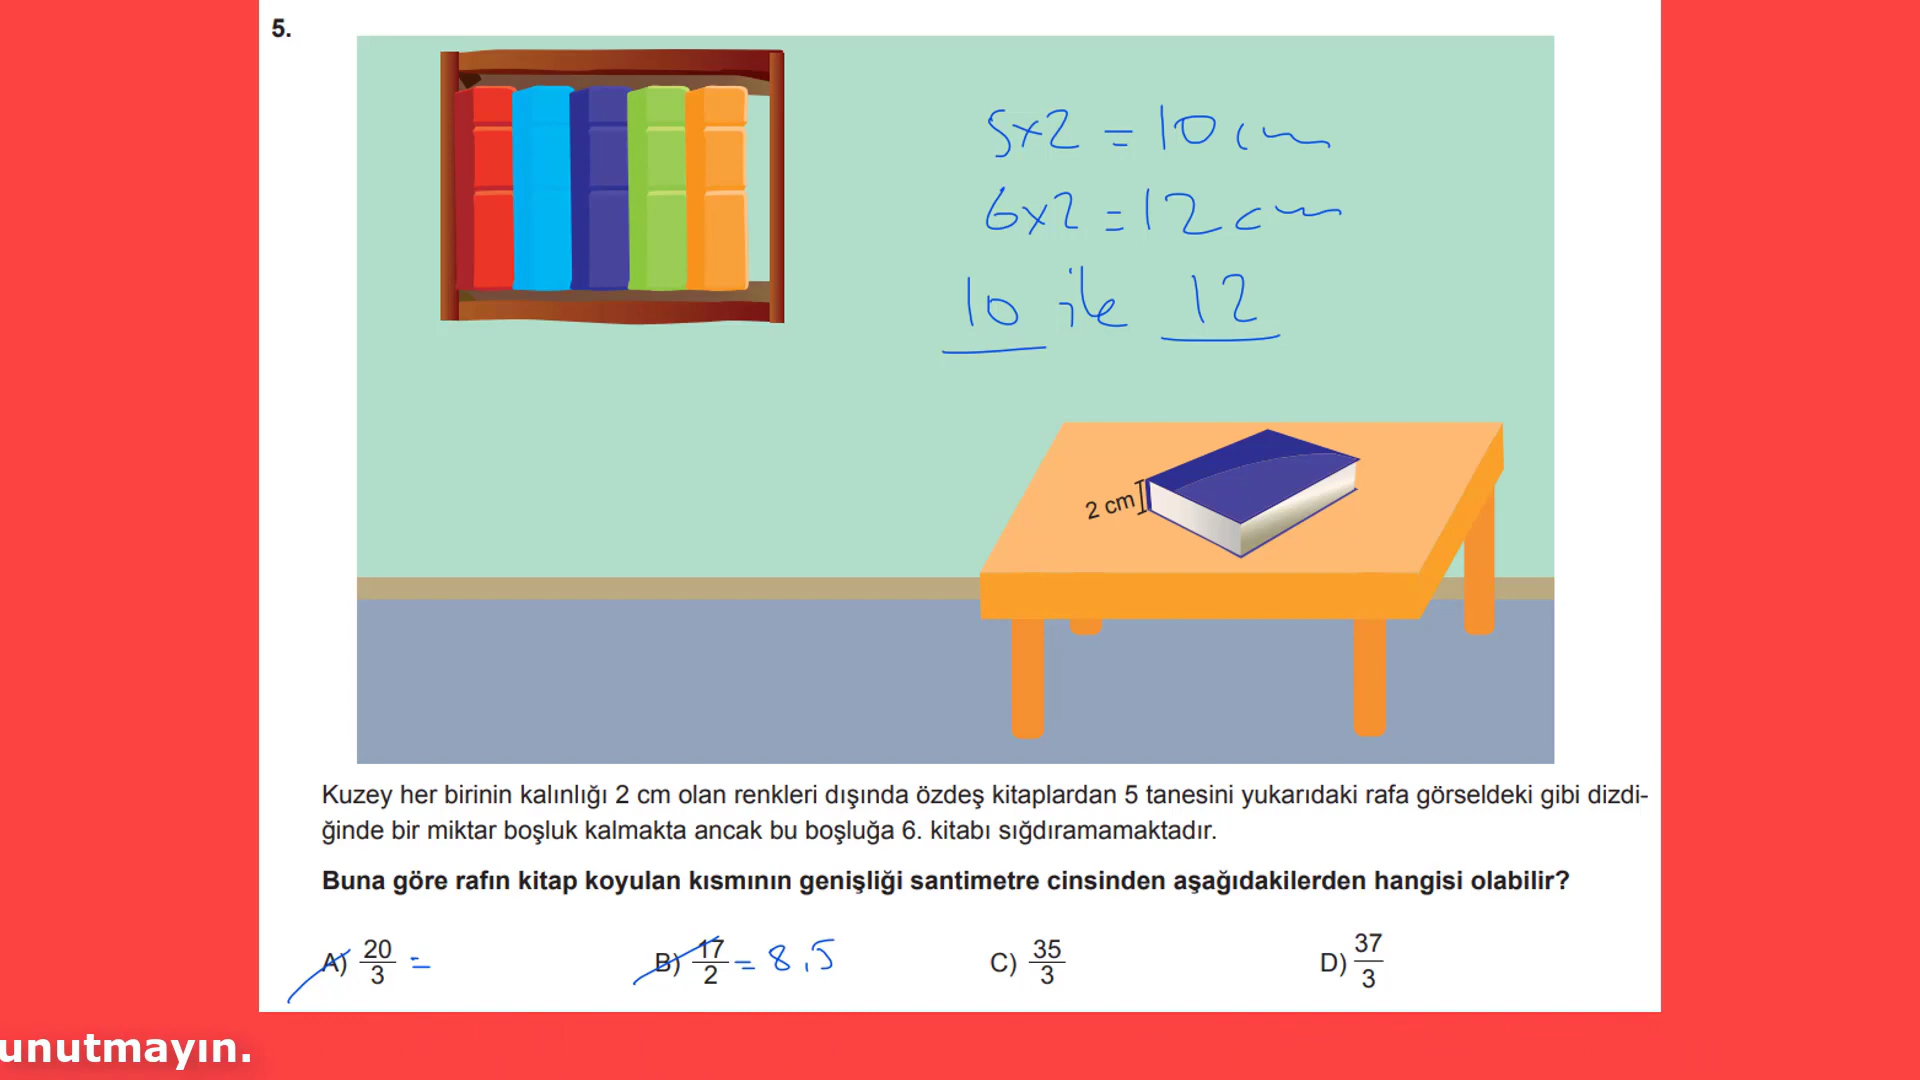 5.
5x2 = 10 cm
6x2 = 12 cm
10 ile 12
2 cm
Kuzey her birinin kalınlığı 2 cm olan renkleri dışında özdeş kitaplardan 5 tanesini yukarıdaki rafa görseldeki gibi dizdi-
ğinde bir miktar boşluk kalmakta ancak bu boşluğa 6. kitabı sığdıramamaktadır.
Buna göre rafın kitap koyulan kısmının genişliği santimetre cinsinden aşağıdakilerden hangisi olabilir?
A) 20/3 = B) 17/2 = 8,5 C) 35/3 D) 37/3
unutmayın.